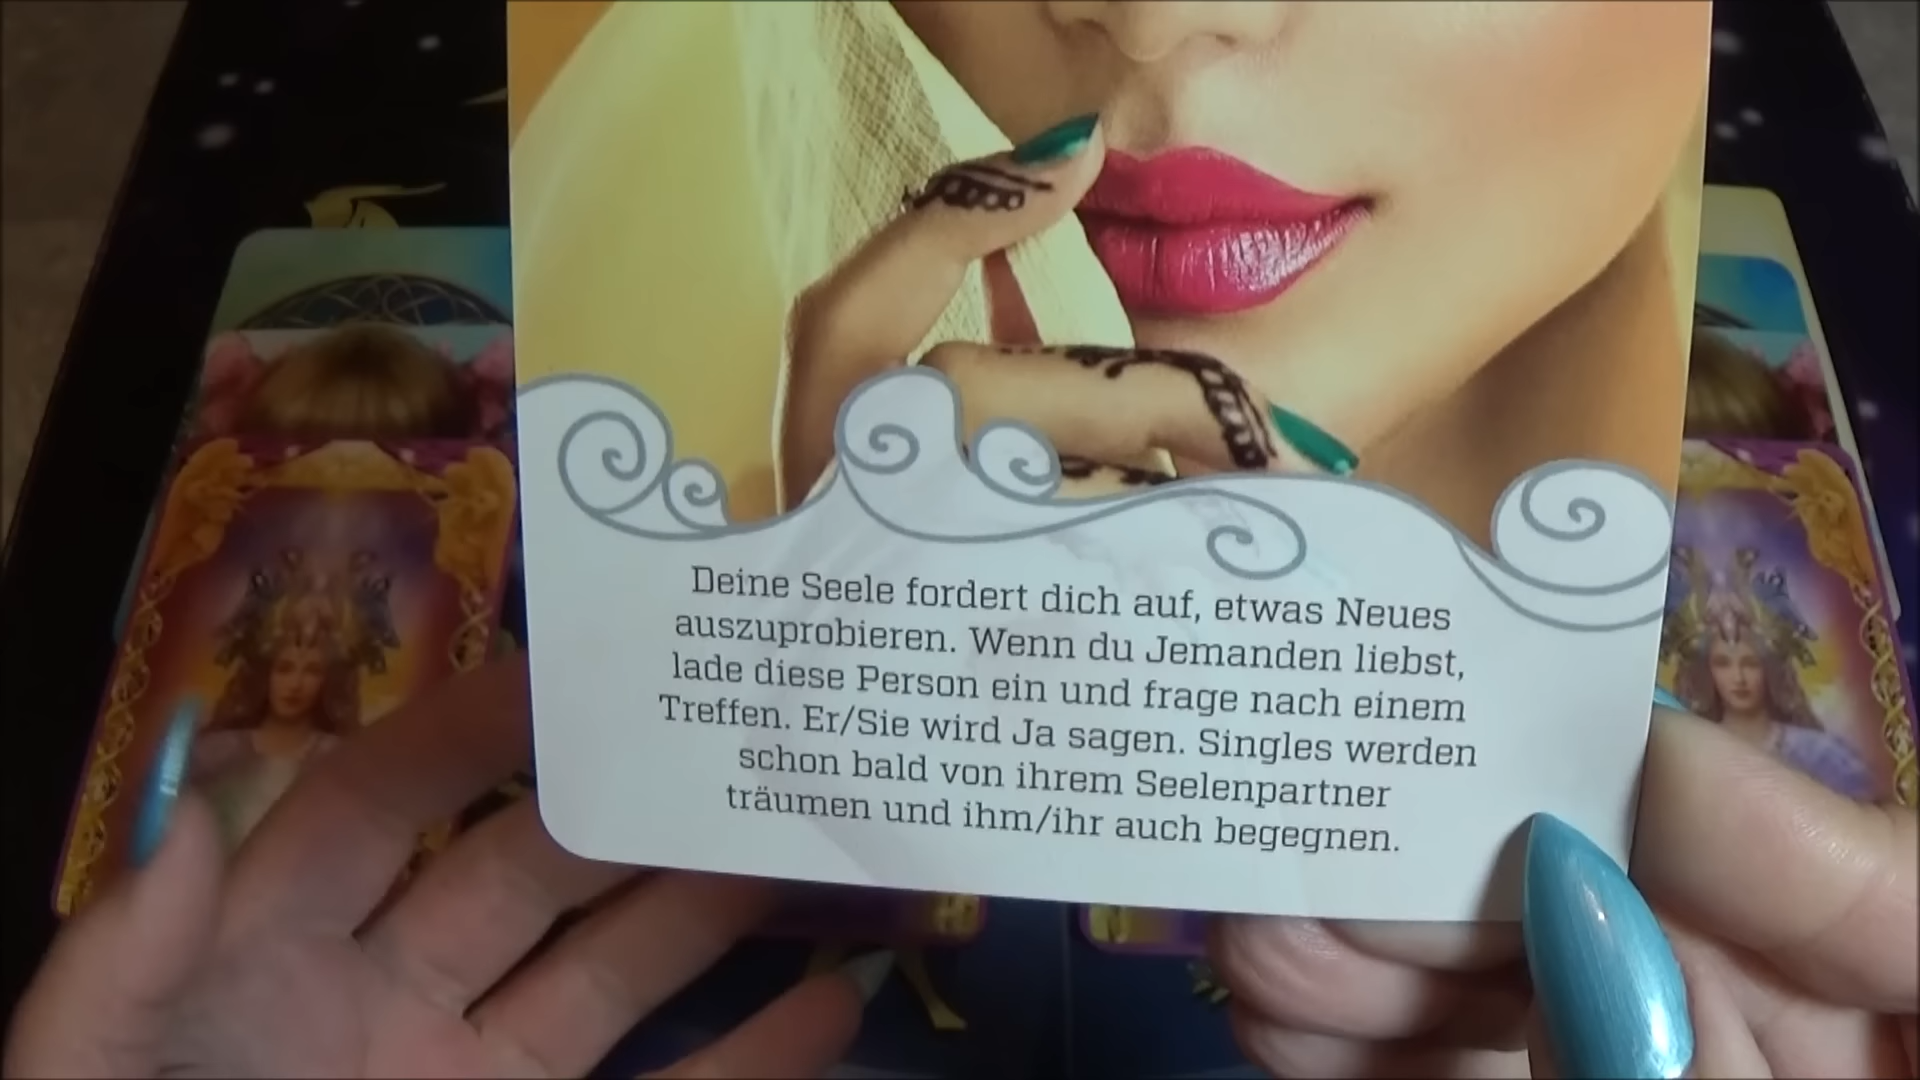 Deine Seele fordert dich auf, etwas Neues
auszuprobieren. Wenn du Jemanden liebst,
lade diese Person ein und frage nach einem
Treffen. Er/Sie wird Ja sagen. Singles werden
schon bald von ihrem Seelenpartner
träumen und ihm/ihr auch begegnen.